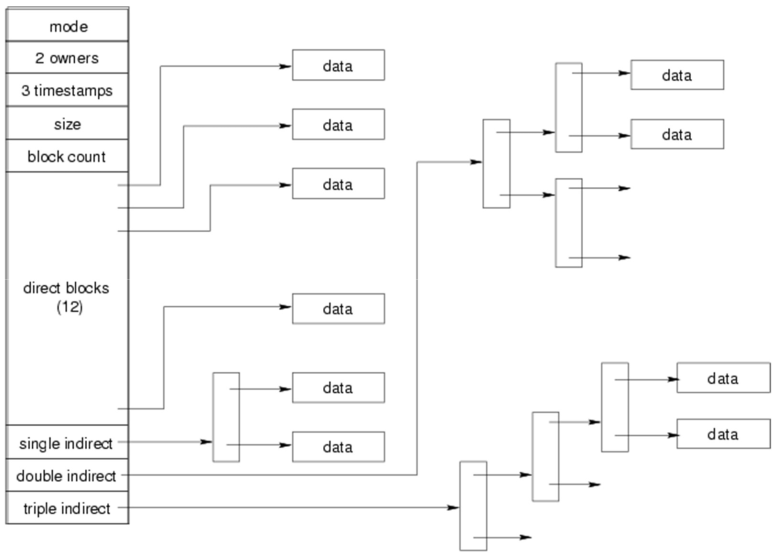 mode
2 owners
3 timestamps
size
block count
direct blocks
(12)
single indirect
double indirect
triple indirect
data
data
data
data
data
data
data
data
data
data